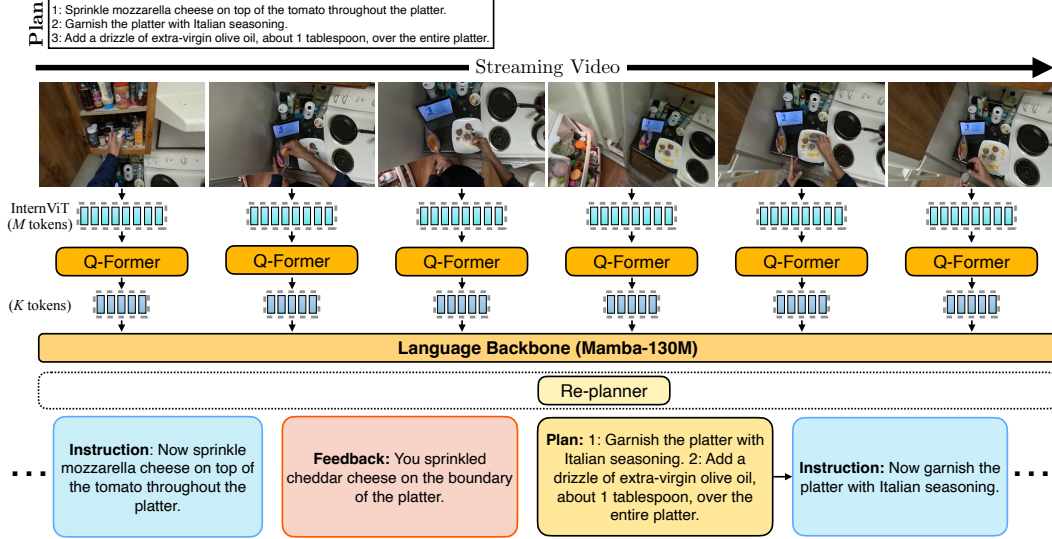 Plan
1: Sprinkle mozzarella cheese on top of the tomato throughout the platter.
2: Garnish the platter with Italian seasoning.
3: Add a drizzle of extra-virgin olive oil, about 1 tablespoon, over the entire platter.
Streaming Video
InternViT
(M tokens)
Q-Former Q-Former Q-Former Q-Former Q-Former Q-Former
(K tokens)
Language Backbone (Mamba-130M)
Re-planner
...
Instruction: Now sprinkle
mozzarella cheese on top of
the tomato throughout the
platter.
Feedback: You sprinkled
cheddar cheese on the boundary
of the platter.
Plan: 1: Garnish the platter with
Italian seasoning. 2: Add a
drizzle of extra-virgin olive oil,
about 1 tablespoon, over the
entire platter.
Instruction: Now garnish the
platter with Italian seasoning.
...